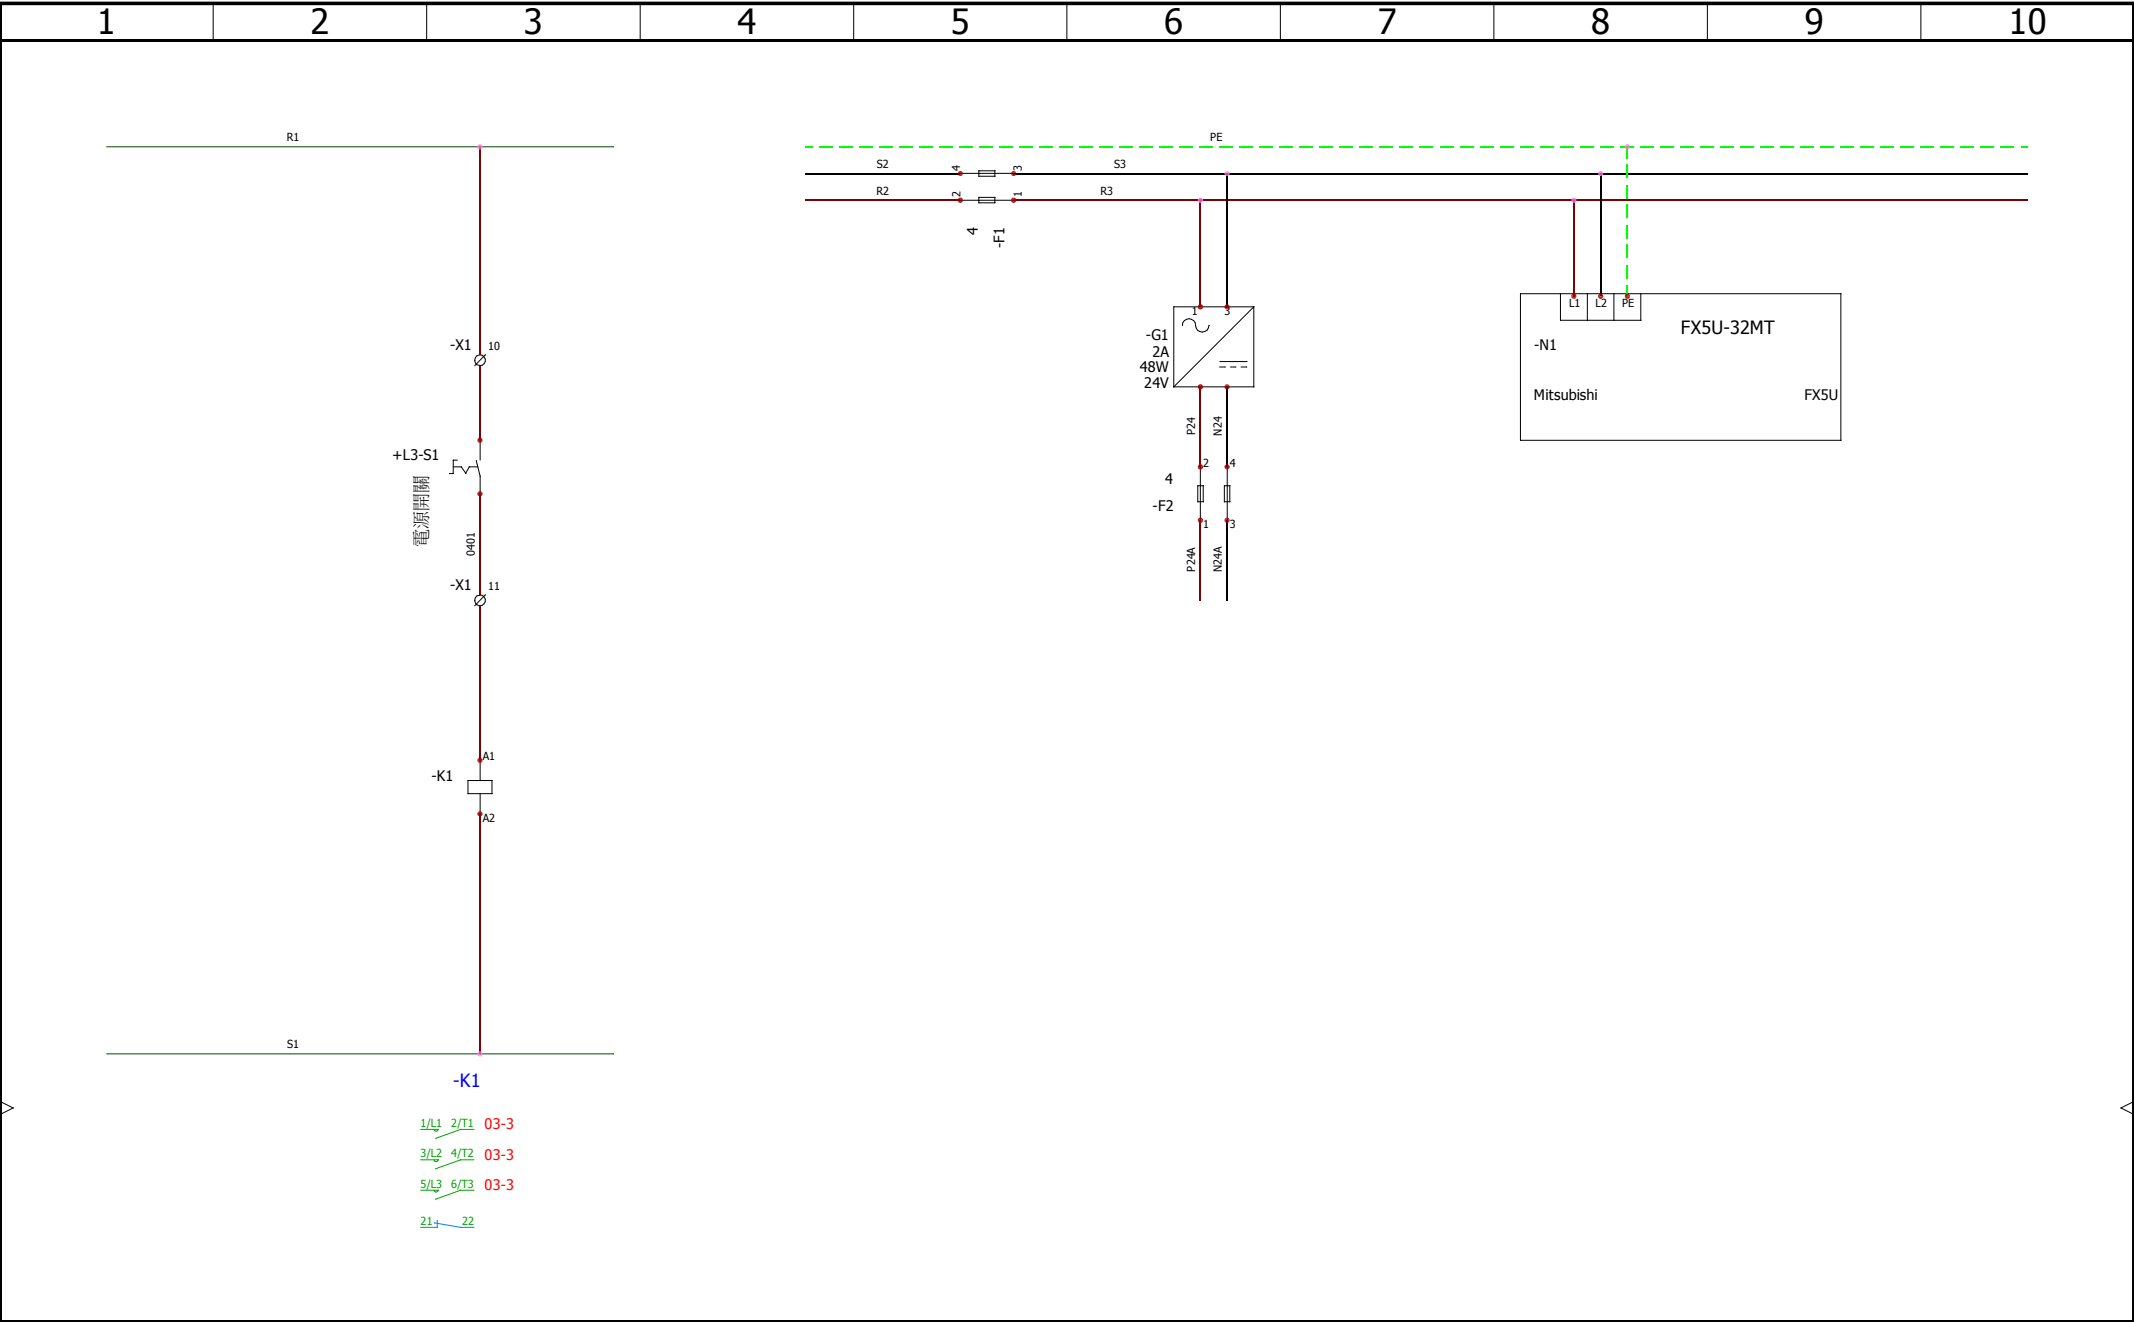 1 2 3 4 5 6 7 8 9 10
R1
PE
S2 4 3 S3
R2 2 1 R3
4 -F1
L1 L2 PE
1 3
FX5U-32MT
-G1
2A
48W
24V
-N1
Mitsubishi FX5U
-X1 10
P24 N24
+L3-S1
電源開關
2 4
4
-F2
1 3
0401
P24A N24A
-X1 11
A1
-K1
A2
S1
-K1
1/L1 2/T1 03-3
3/L2 4/T2 03-3
5/L3 6/T3 03-3
21 22